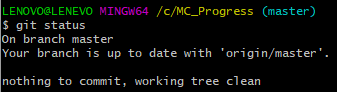 LENOVO@LENEVO MINGW64 /c/MC_Progress (master)
$ git status
On branch master
Your branch is up to date with 'origin/master'.
nothing to commit, working tree clean